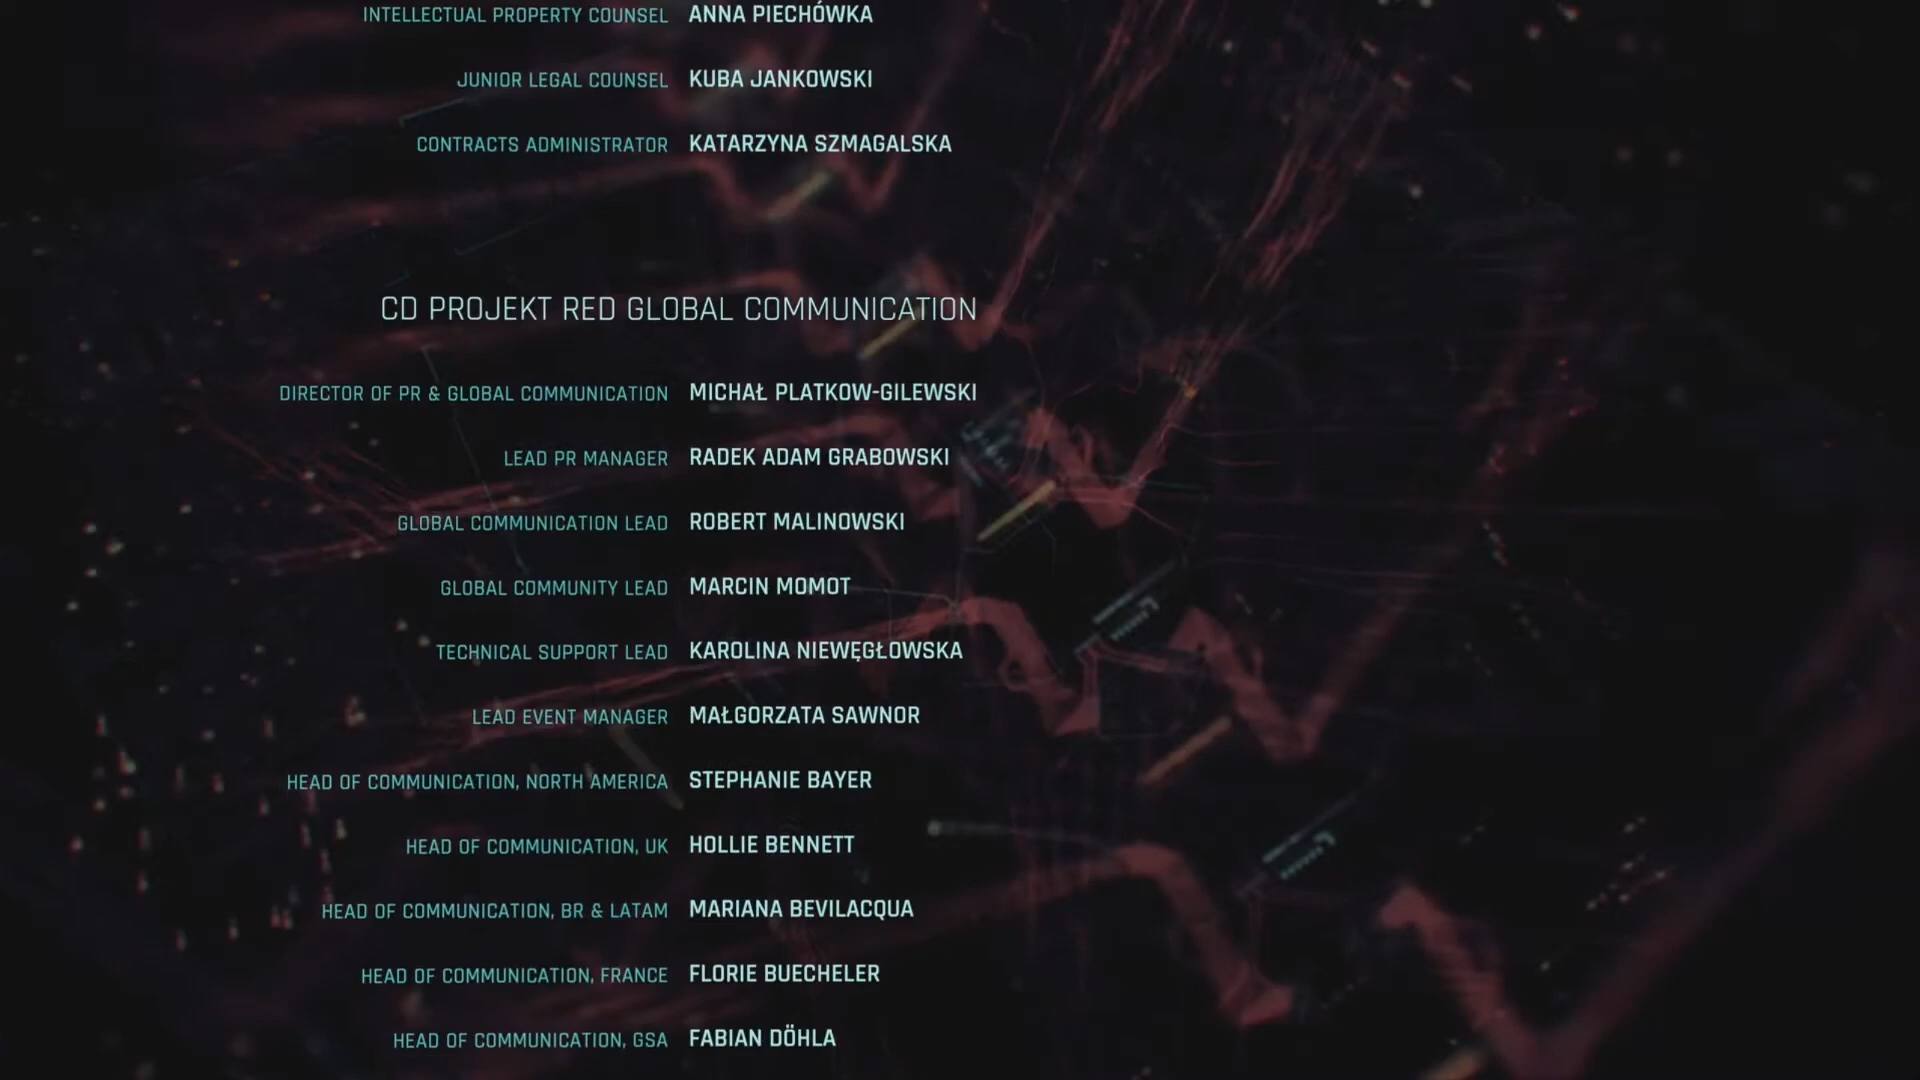 INTELLECTUAL PROPERTY COUNSEL ANNA PIECHÓWKA
JUNIOR LEGAL COUNSEL KUBA JANKOWSKI
CONTRACTS ADMINISTRATOR KATARZYNA SZMAGALSKA
CD PROJEKT RED GLOBAL COMMUNICATION
DIRECTOR OF PR & GLOBAL COMMUNICATION MICHAŁ PLATKOW-GILEWSKI
LEAD PR MANAGER RADEK ADAM GRABOWSKI
GLOBAL COMMUNICATION LEAD ROBERT MALINOWSKI
GLOBAL COMMUNITY LEAD MARCIN MOMOT
TECHNICAL SUPPORT LEAD KAROLINA NIEWĘGŁOWSKA
LEAD EVENT MANAGER MAŁGORZATA SAWNOR
HEAD OF COMMUNICATION, NORTH AMERICA STEPHANIE BAYER
HEAD OF COMMUNICATION, UK HOLLIE BENNETT
HEAD OF COMMUNICATION, BR & LATAM MARIANA BEVILACQUA
HEAD OF COMMUNICATION, FRANCE FLORIE BUECHELER
HEAD OF COMMUNICATION, GSA FABIAN DÖHLA